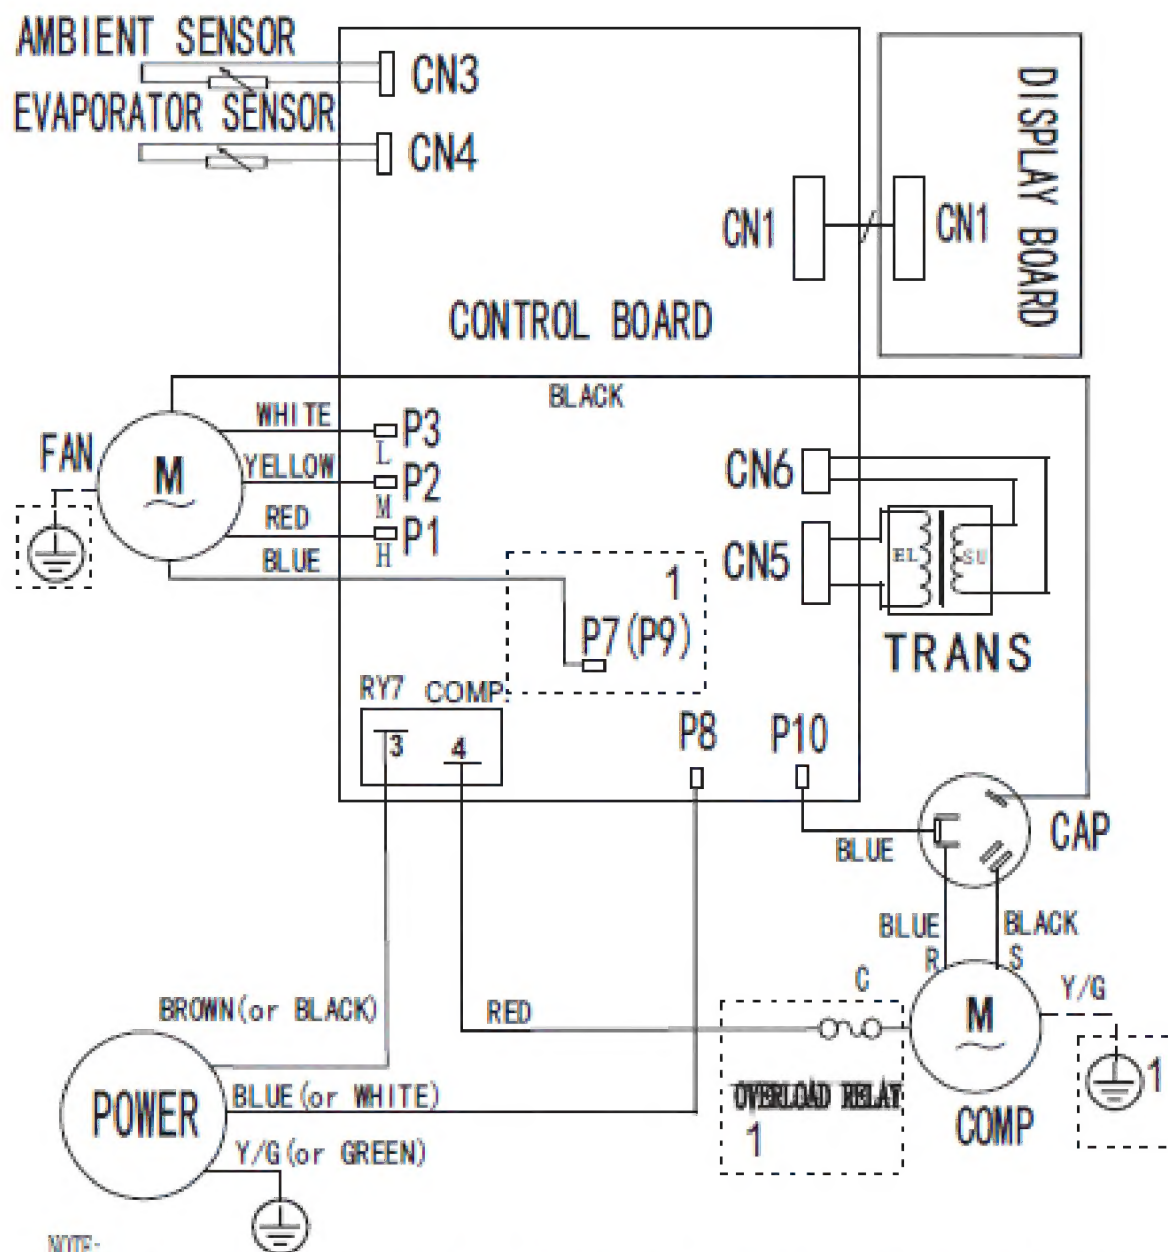 AMBIENT SENSOR
CN3
EVAPORATOR SENSOR
CN4
DISPLAY BOARD
CN1
CN1
CONTROL BOARD
BLACK
WHITE
P3
L
FAN
M
YELLOW
P2
M
RED
P1
H
BLUE
CN6
CN5
EL
SU
TRANS
1
P7(P9)
RY7
COMP
3
4
P8
P10
CAP
BLUE
BLUE
BLACK
R
S
C
Y/G
M
BROWN(or BLACK)
RED
POWER
BLUE(or WHITE)
OVERLOAD RELAY
1
COMP
1
Y/G(or GREEN)
NOTE: